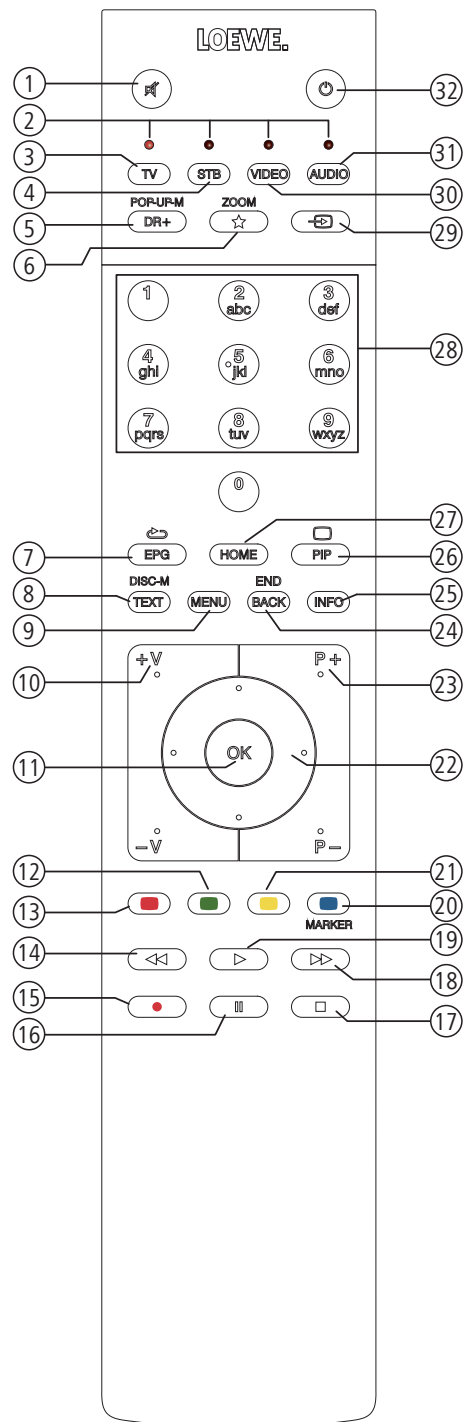 LOEWE.
1 32
2
3 TV STB VIDEO AUDIO 31
4 30
POP-UP-M ZOOM
5 DR+ 29
6
1 2 3
abc def
28
4 5 6
ghi jkl mno
7 8 9
pqrs tuv wxyz
0
27
7 EPG HOME PIP 26
DISC-M END
8 TEXT MENU BACK INFO 25
9 24
+V P+
10 23
11 OK 22
−V P−
12 21
13 20
MARKER
14 19
18
15
16 17